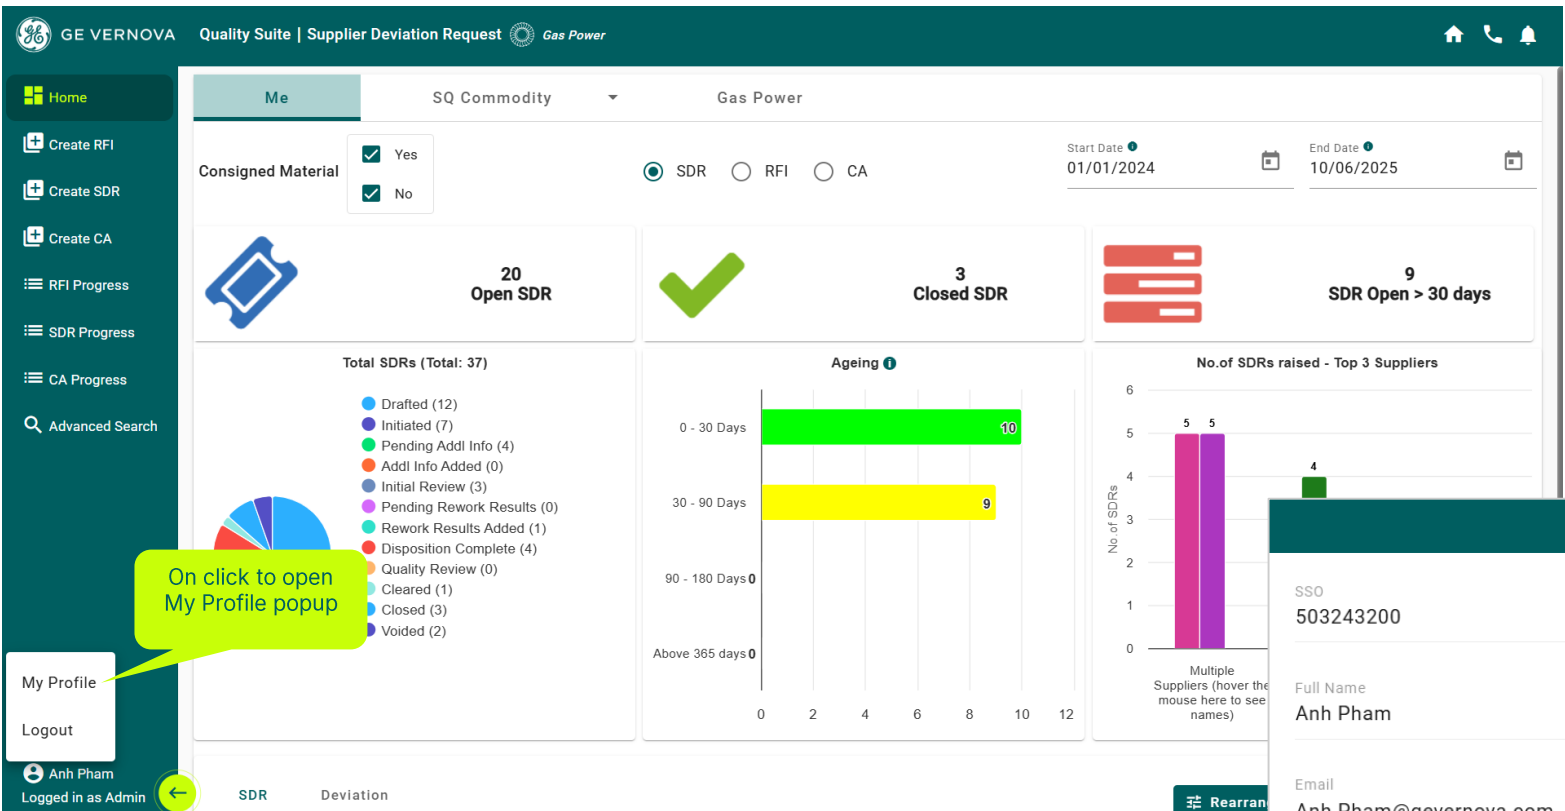 GE VERNOVA
Quality Suite | Supplier Deviation Request
Gas Power
Home
Create RFI
Create SDR
Create CA
RFI Progress
SDR Progress
CA Progress
Advanced Search
Me
SQ Commodity
Gas Power
Consigned Material
Yes
No
SDR
RFI
CA
Start Date
01/01/2024
End Date
10/06/2025
20
Open SDR
3
Closed SDR
9
SDR Open > 30 days
Total SDRs (Total: 37)
Drafted (12)
Initiated (7)
Pending Addl Info (4)
Addl Info Added (0)
Initial Review (3)
Pending Rework Results (0)
Rework Results Added (1)
Disposition Complete (4)
Quality Review (0)
Cleared (1)
Closed (3)
Voided (2)
Ageing
0 - 30 Days
10
30 - 90 Days
9
90 - 180 Days 0
Above 365 days 0
0 2 4 6 8 10 12
No.of SDRs raised - Top 3 Suppliers
No. of SDRs
6
5
4
3
2
1
0
5 5
4
Multiple
Suppliers (hover the
mouse here to see
names)
On click to open
My Profile popup
My Profile
Logout
Anh Pham
Logged in as Admin
SDR
Deviation
Rearran
SSO
503243200
Full Name
Anh Pham
Email
Anh.Pham@gevernova.com